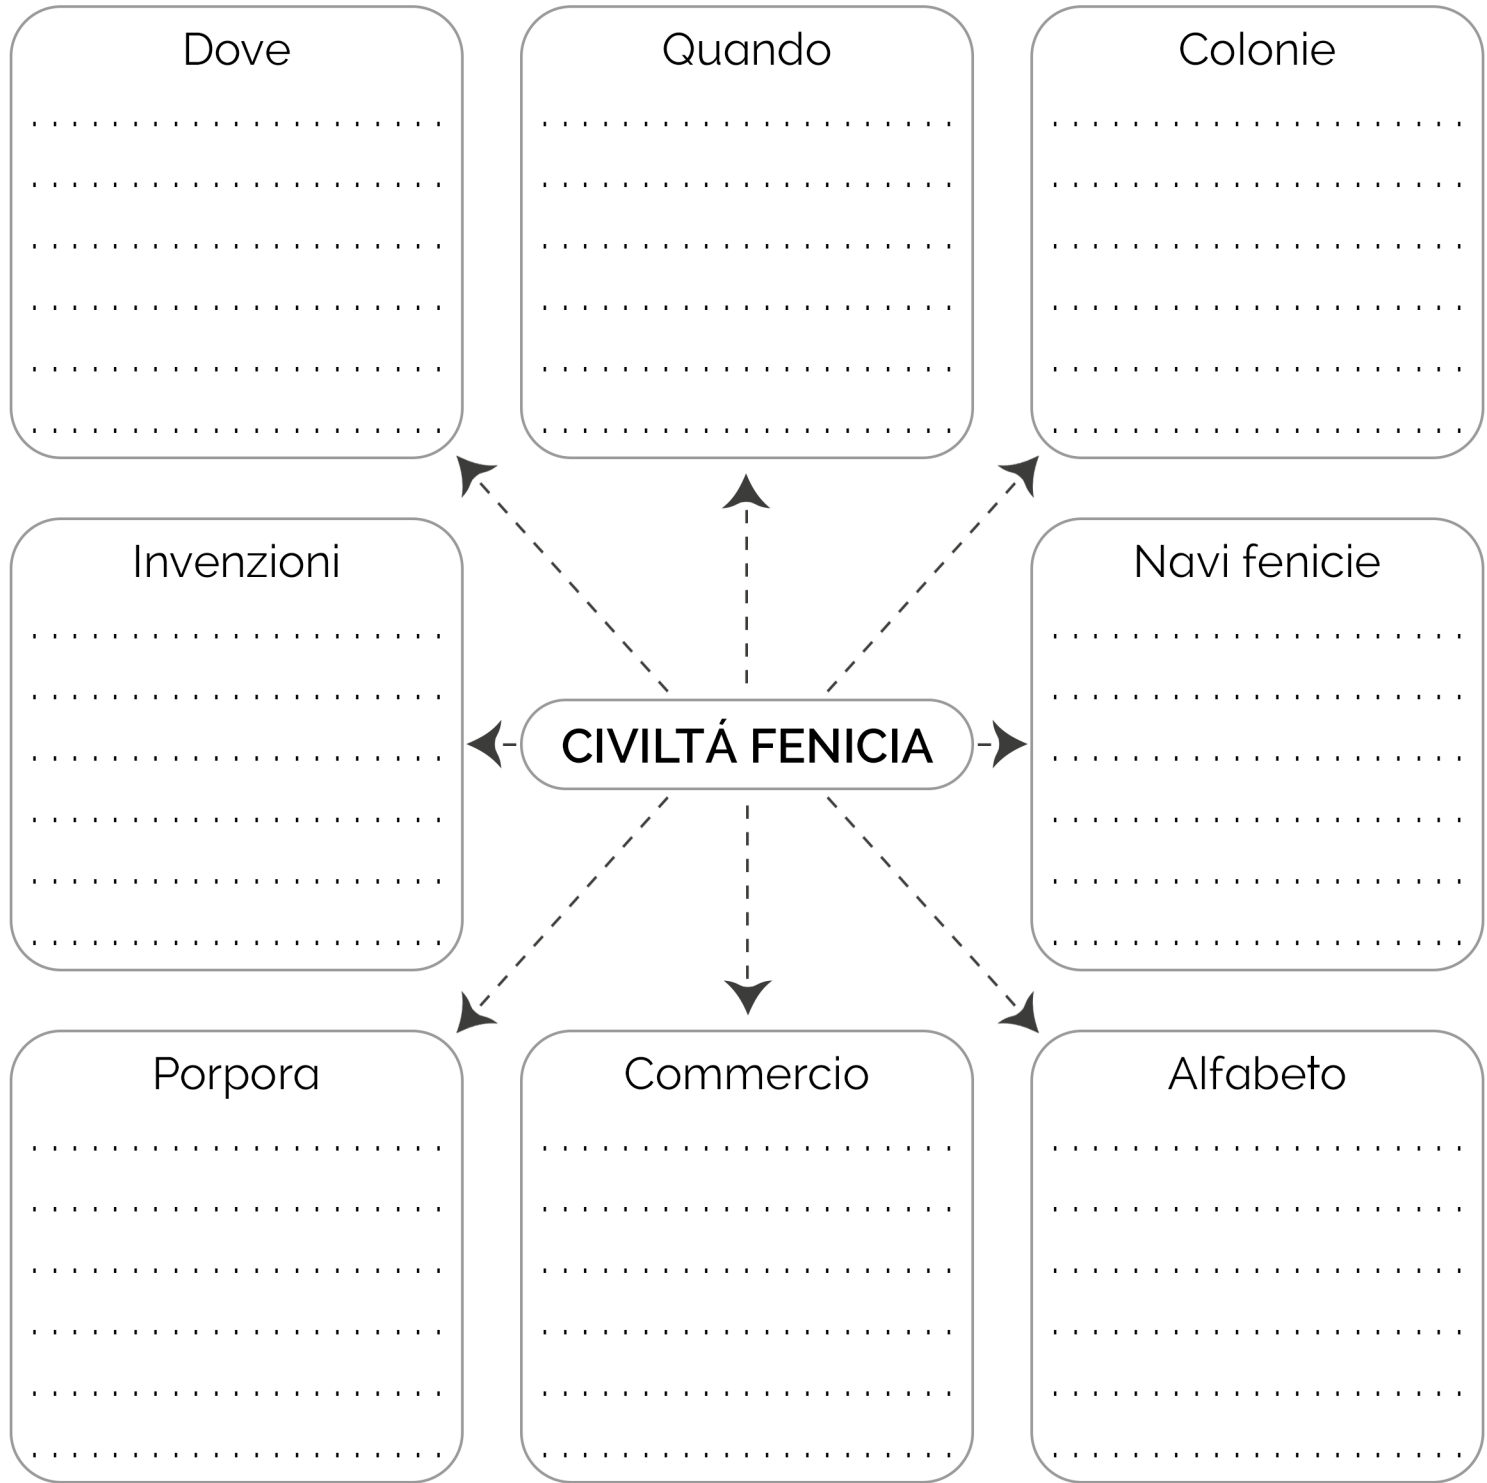 Dove
Quando
Colonie
Invenzioni
Navi fenicie
CIVILTÁ FENICIA
Porpora
Commercio
Alfabeto